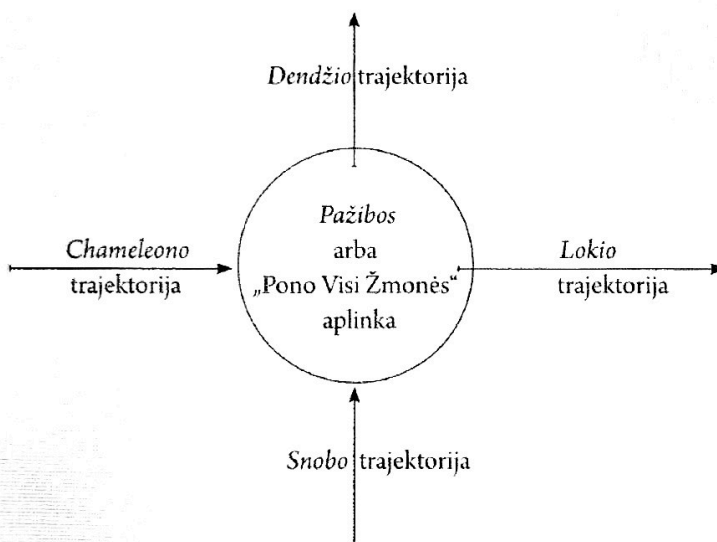 Dendžio trajektorija
Pažibos
arba
„Pono Visi Žmonės“
aplinka
Chameleono
trajektorija
Lokio
trajektorija
Snobo trajektorija